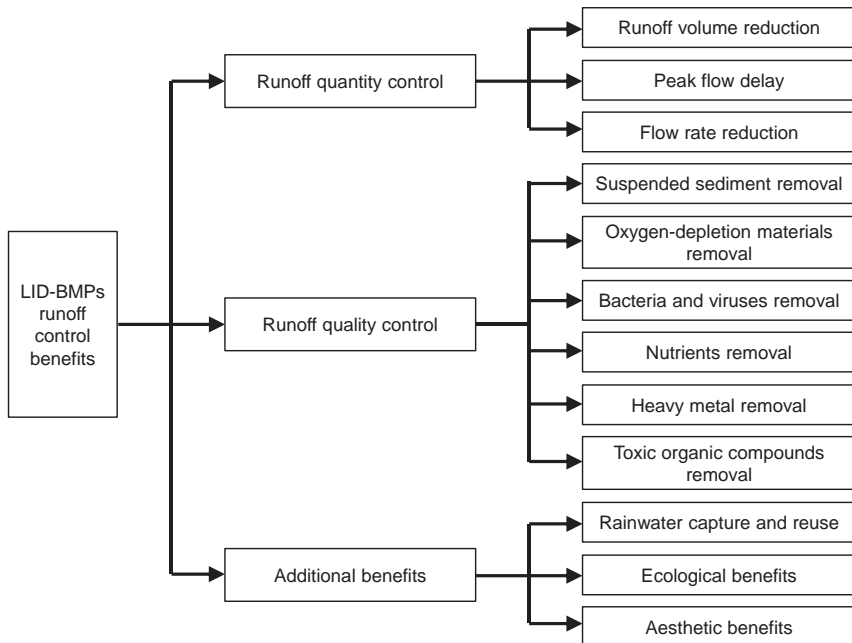 LID-BMPs
runoff
control
benefits
Runoff quantity control
Runoff volume reduction
Peak flow delay
Flow rate reduction
Runoff quality control
Suspended sediment removal
Oxygen-depletion materials
removal
Bacteria and viruses removal
Nutrients removal
Heavy metal removal
Toxic organic compounds
removal
Additional benefits
Rainwater capture and reuse
Ecological benefits
Aesthetic benefits